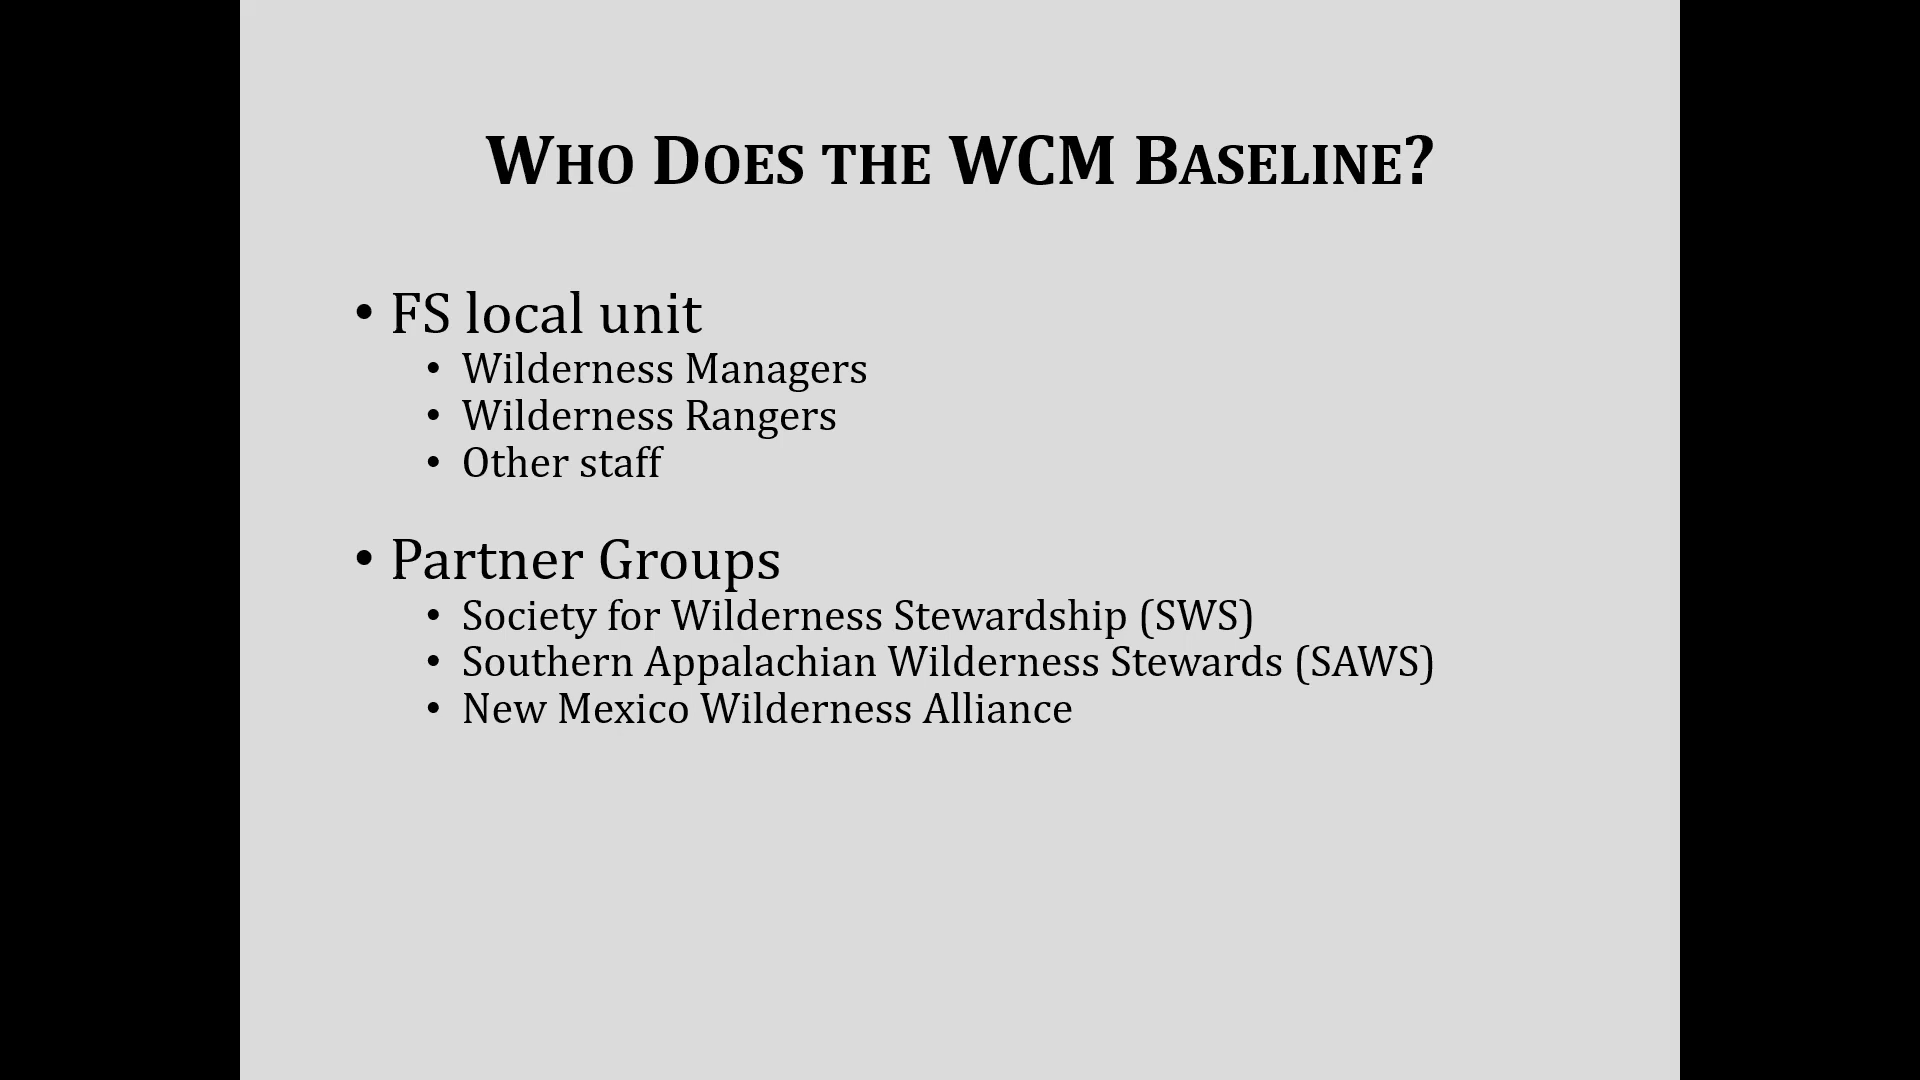 Who Does the WCM Baseline?
• FS local unit
• Wilderness Managers
• Wilderness Rangers
• Other staff
• Partner Groups
• Society for Wilderness Stewardship (SWS)
• Southern Appalachian Wilderness Stewards (SAWS)
• New Mexico Wilderness Alliance